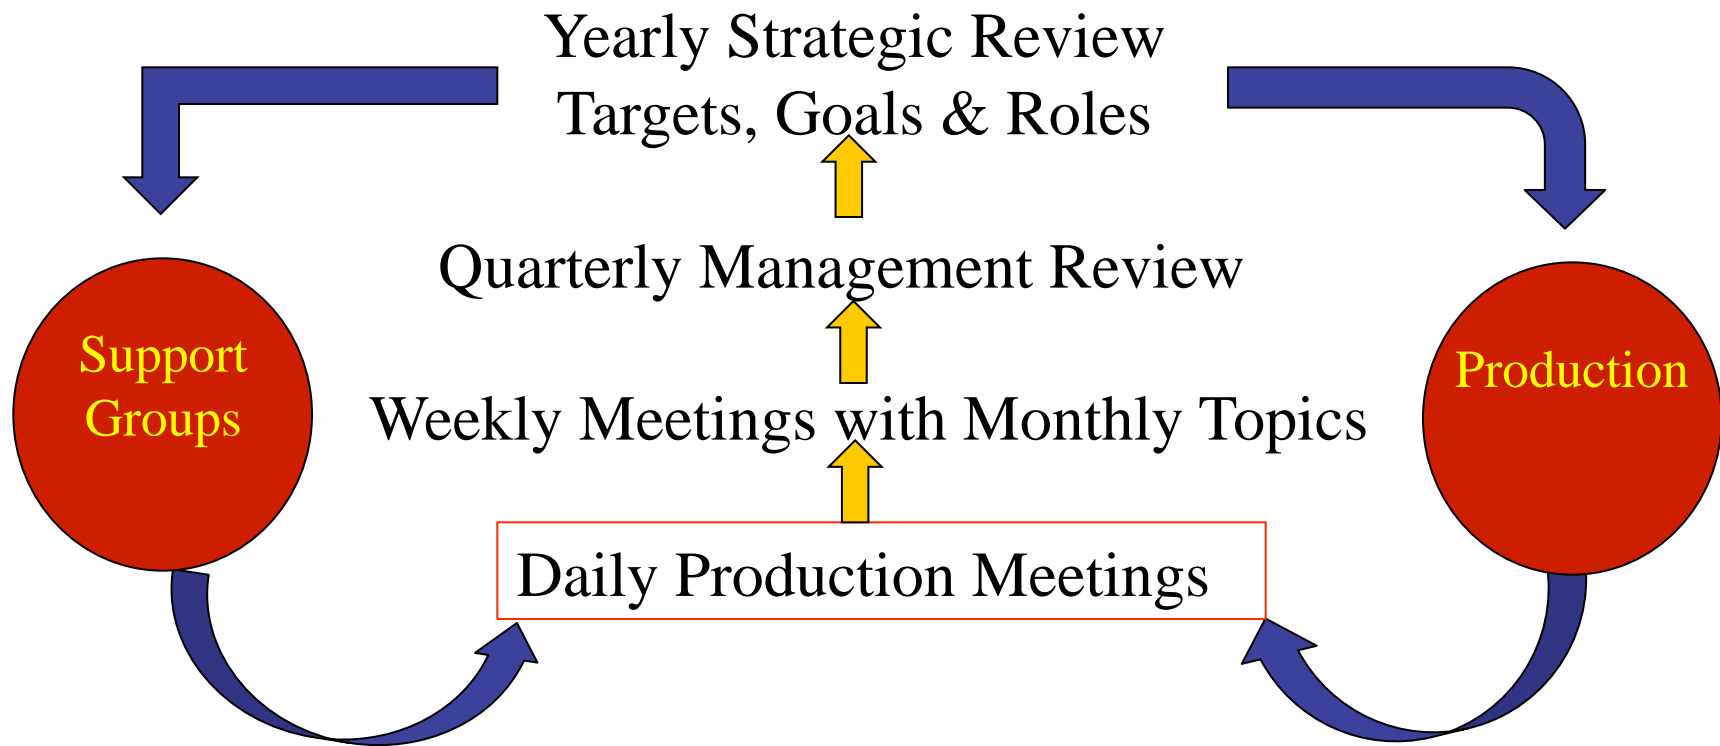 Yearly Strategic Review
Targets, Goals & Roles
Quarterly Management Review
Support
Groups
Production
Weekly Meetings with Monthly Topics
Daily Production Meetings